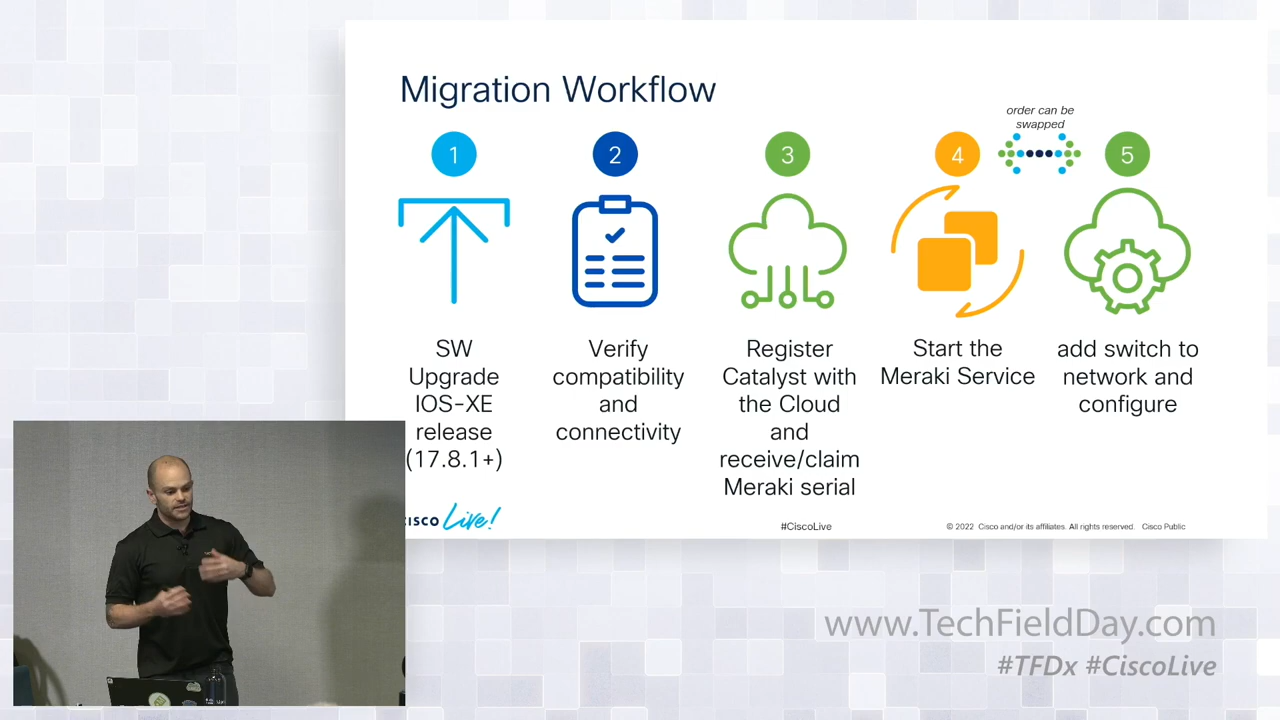 Migration Workflow
order can be
swapped
1
2
3
4
5
SW
Upgrade
IOS-XE
release
(17.8.1+)
Verify
compatibility
and
connectivity
Register
Catalyst with
the Cloud
and
receive/claim
Meraki serial
Start the
Meraki Service
add switch to
network and
configure
CISCO Live!
#CiscoLive
© 2022 Cisco and/or its affiliates. All rights reserved. Cisco Public
www.TechFieldDay.com
#TFDx #CiscoLive